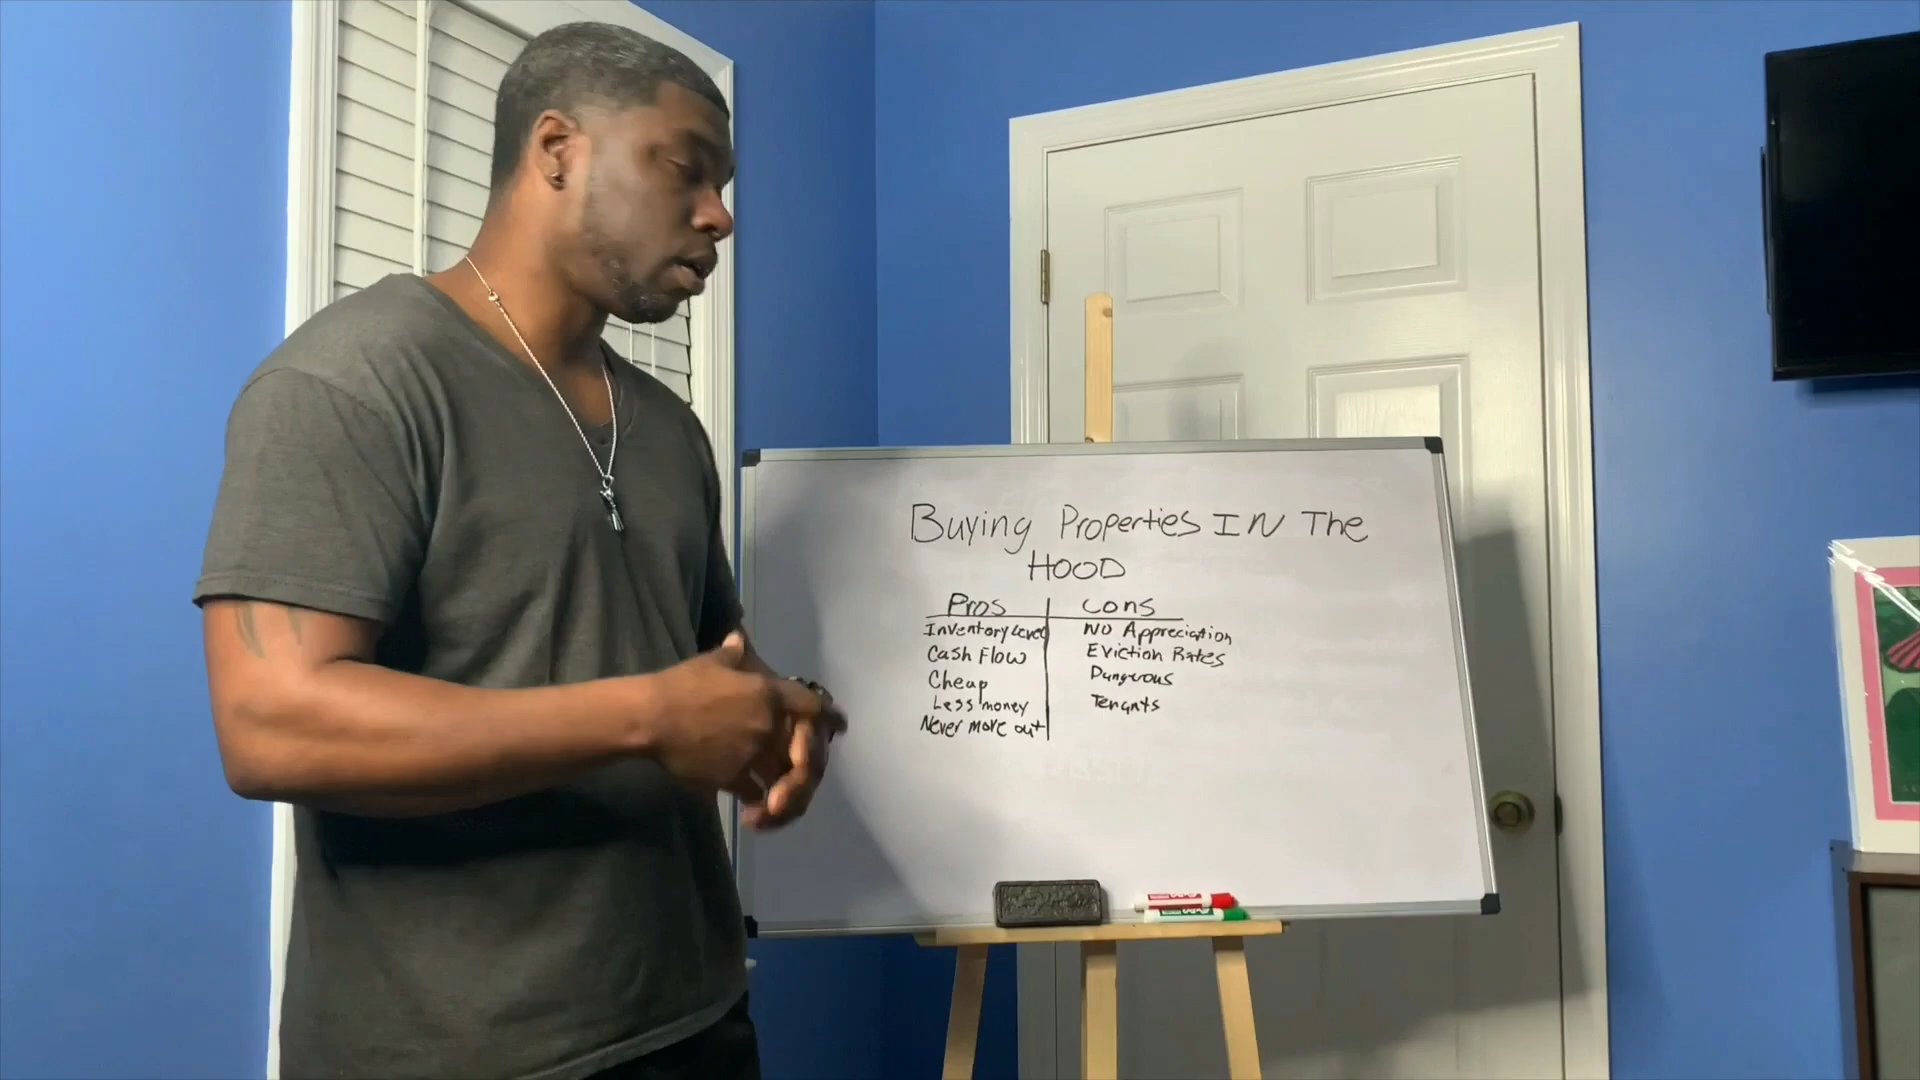 Buying Properties IN The
HOOD
Pros
Cons
Inventory Level
No Appreciation
Cash Flow
Eviction Rates
Cheap
Dangerous
Less money
Tenants
Never move out